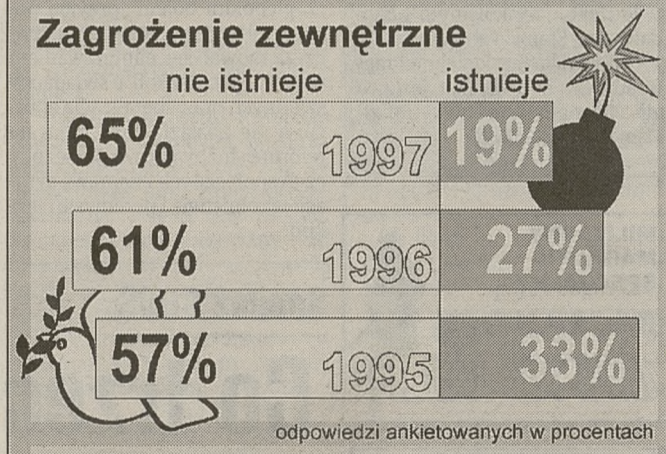 Zagrożenie zewnętrzne
nie istnieje istnieje
65% 1997 19%
61% 1996 27%
57% 1995 33%
odpowiedzi ankietowanych w procentach